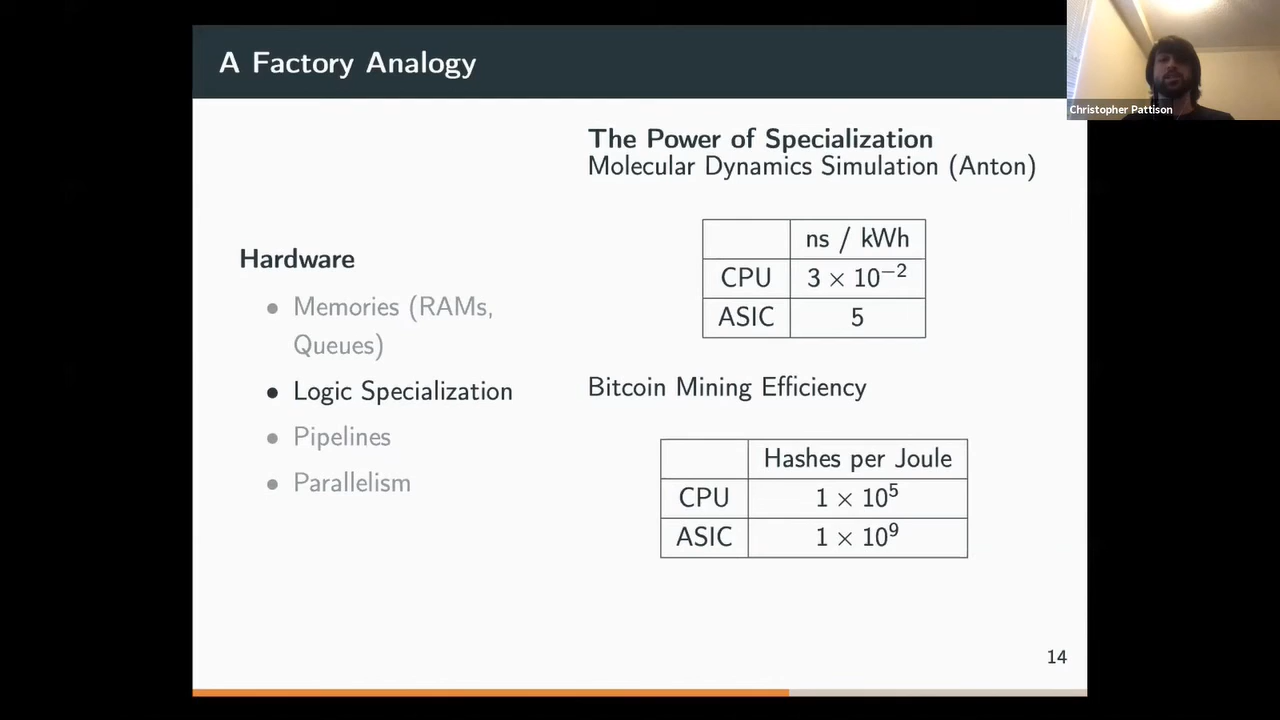 A Factory Analogy
Christopher Pattison
Hardware
• Memories (RAMs,
Queues)
• Logic Specialization
• Pipelines
• Parallelism
The Power of Specialization
Molecular Dynamics Simulation (Anton)
ns / kWh
CPU 3 × 10⁻²
ASIC 5
Bitcoin Mining Efficiency
Hashes per Joule
CPU 1 × 10⁵
ASIC 1 × 10⁹
14